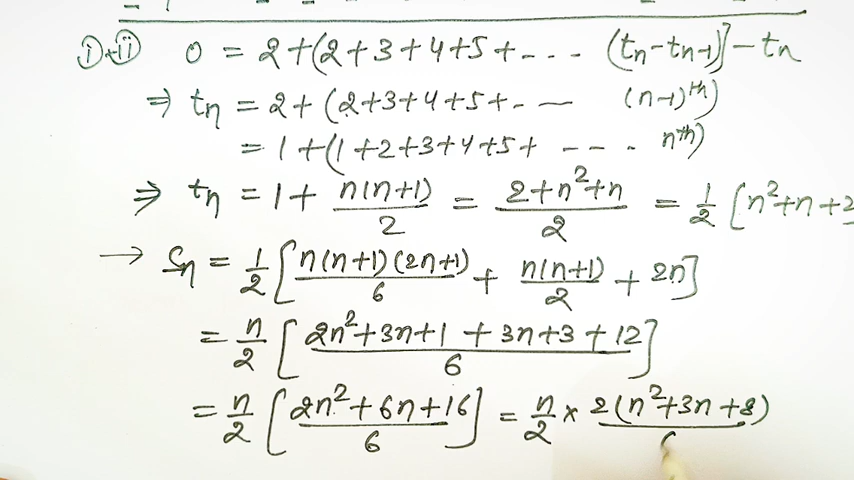 (i)-(ii) 0 = 2+(2+3+4+5+ - - - (tn-tn-1)] - tn
⇒ tn = 2+(2+3+4+5+ - - - (n-1)th)
= 1+(1+2+3+4+5+ - - - nth)
⇒ tn = 1+ n(n+1)/2 = 2+n²+n/2 = 1/2 [n²+n+2
→ Sn = 1/2 [n(n+1)(2n+1)/6 + n(n+1)/2 + 2n]
= n/2 [2n²+3n+1 + 3n+3+12/6]
= n/2 [2n²+6n+16/6] = n/2 × 2(n²+3n+8)/